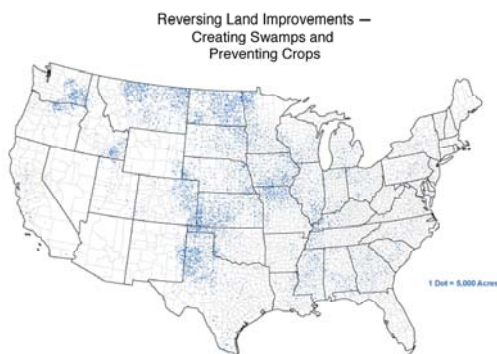 Reversing Land Improvements —
Creating Swamps and
Preventing Crops
1 Dot = 5,000 Acres